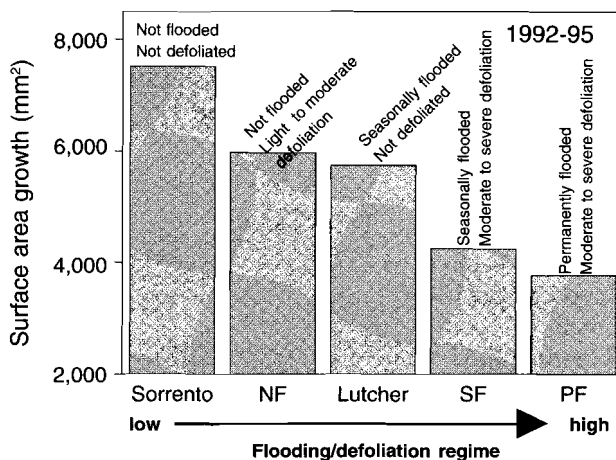 1992-95
Not flooded
Not defoliated
Not flooded
Light to moderate
defoliation
Seasonally flooded
Not defoliated
Seasonally flooded
Moderate to severe defoliation
Permanently flooded
Moderate to severe defoliation
Surface area growth (mm²)
8,000
6,000
4,000
2,000
Sorrento NF Lutcher SF PF
low high
Flooding/defoliation regime